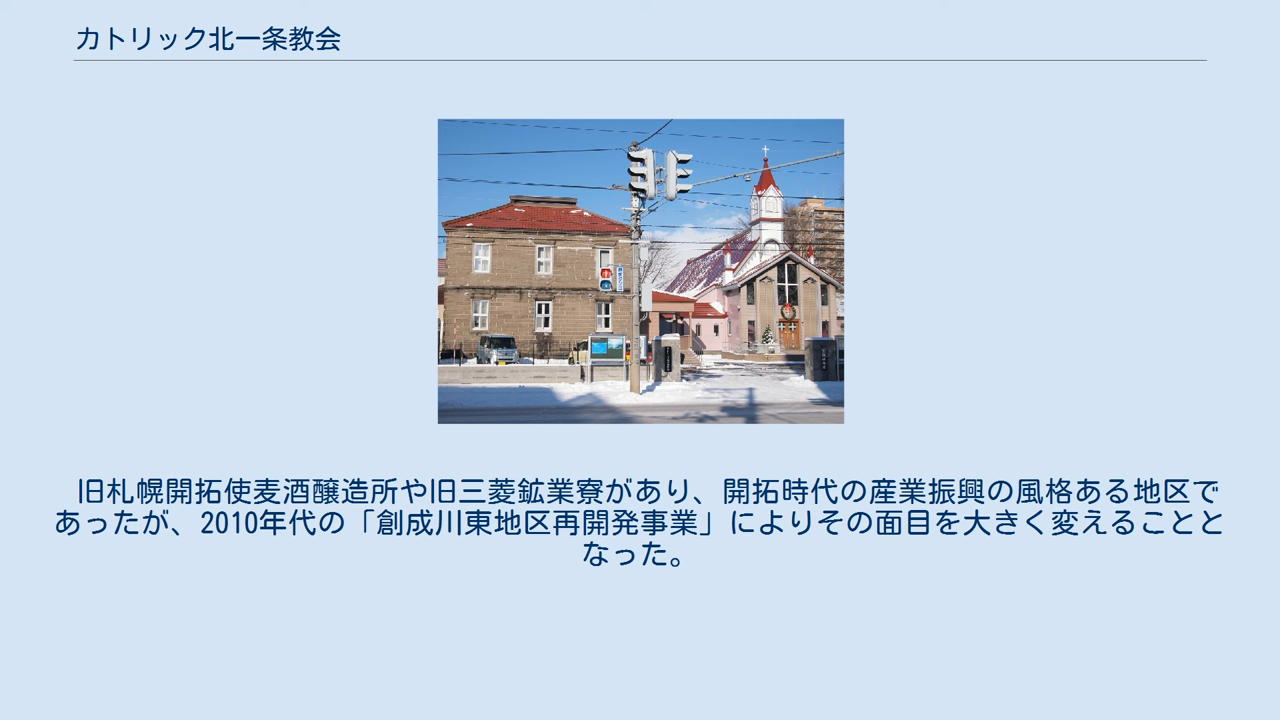 カトリック北一条教会
旧札幌開拓使麦酒醸造所や旧三菱鉱業寮があり、開拓時代の産業振興の風格ある地区で
あったが、2010年代の「創成川東地区再開発事業」によりその面目を大きく変えることと
なった。